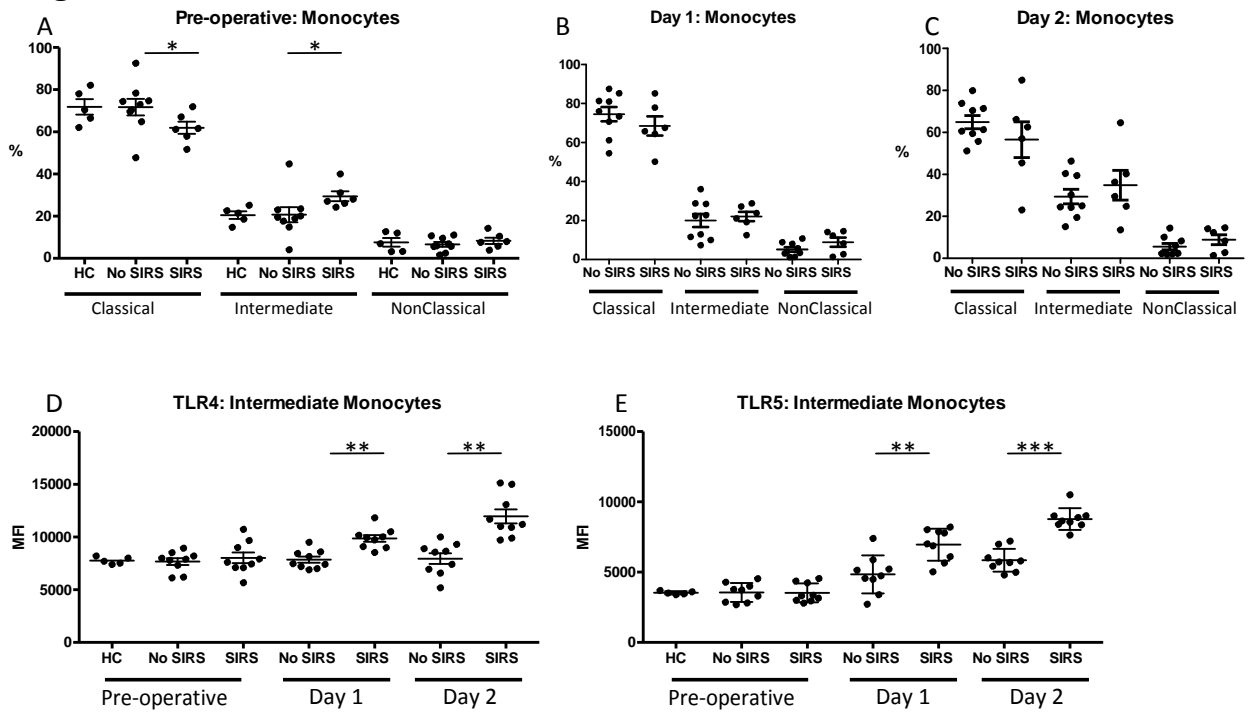 A
Pre-operative: Monocytes
* *
100
80
60
%
40
20
0
HC No SIRS SIRS HC No SIRS SIRS HC No SIRS SIRS
Classical Intermediate NonClassical
B
Day 1: Monocytes
100
80
60
%
40
20
0
No SIRS SIRS No SIRS SIRS No SIRS SIRS
Classical Intermediate NonClassical
C
Day 2: Monocytes
100
80
60
%
40
20
0
No SIRS SIRS No SIRS SIRS No SIRS SIRS
Classical Intermediate NonClassical
D
TLR4: Intermediate Monocytes
20000
** **
15000
MFI
10000
5000
0
HC No SIRS SIRS No SIRS SIRS No SIRS SIRS
Pre-operative Day 1 Day 2
E
TLR5: Intermediate Monocytes
15000
** ***
10000
MFI
5000
0
HC No SIRS SIRS No SIRS SIRS No SIRS SIRS
Pre-operative Day 1 Day 2